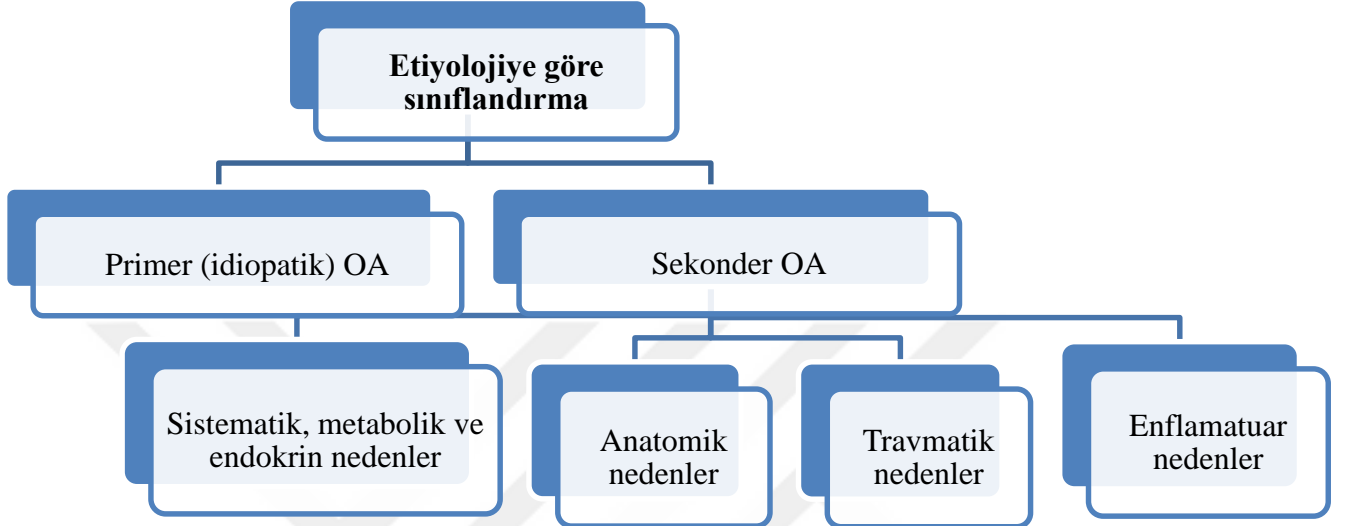 Etiyolojiye göre
sınıflandırma
Primer (idiopatik) OA
Sekonder OA
Sistematik, metabolik ve
endokrin nedenler
Anatomik
nedenler
Travmatik
nedenler
Enflamatuar
nedenler